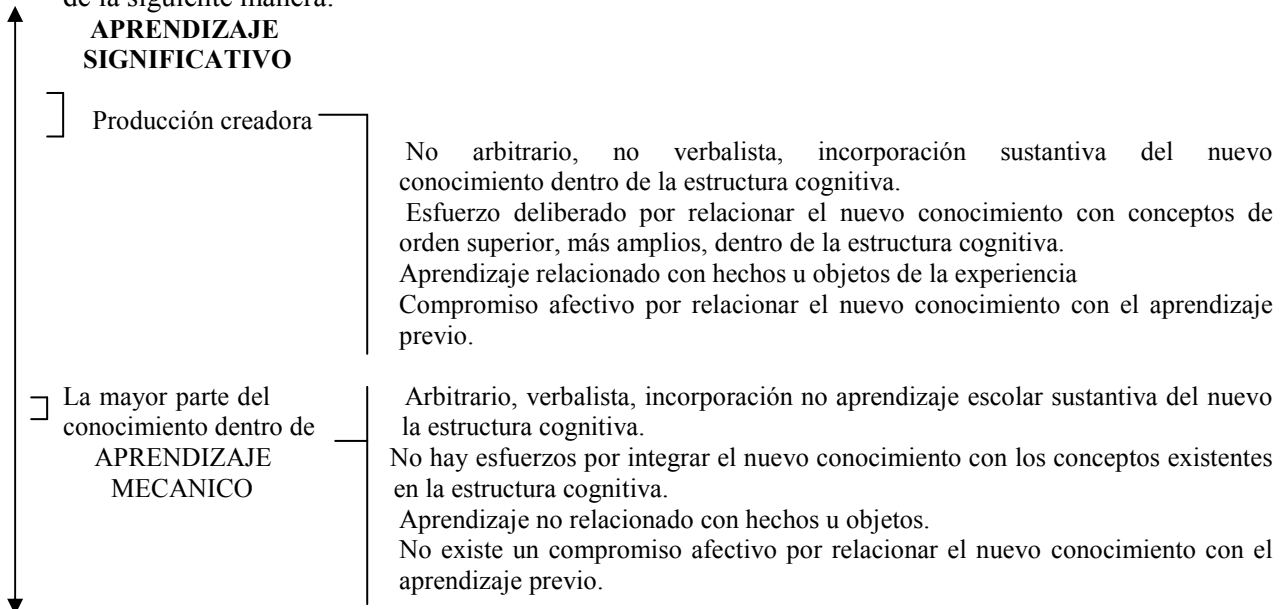 de la siguiente manera:
APRENDIZAJE
SIGNIFICATIVO
Producción creadora
No arbitrario, no verbalista, incorporación sustantiva del nuevo
conocimiento dentro de la estructura cognitiva.
Esfuerzo deliberado por relacionar el nuevo conocimiento con conceptos de
orden superior, más amplios, dentro de la estructura cognitiva.
Aprendizaje relacionado con hechos u objetos de la experiencia
Compromiso afectivo por relacionar el nuevo conocimiento con el aprendizaje
previo.
La mayor parte del
conocimiento dentro de
APRENDIZAJE
MECANICO
Arbitrario, verbalista, incorporación no aprendizaje escolar sustantiva del nuevo
la estructura cognitiva.
No hay esfuerzos por integrar el nuevo conocimiento con los conceptos existentes
en la estructura cognitiva.
Aprendizaje no relacionado con hechos u objetos.
No existe un compromiso afectivo por relacionar el nuevo conocimiento con el
aprendizaje previo.